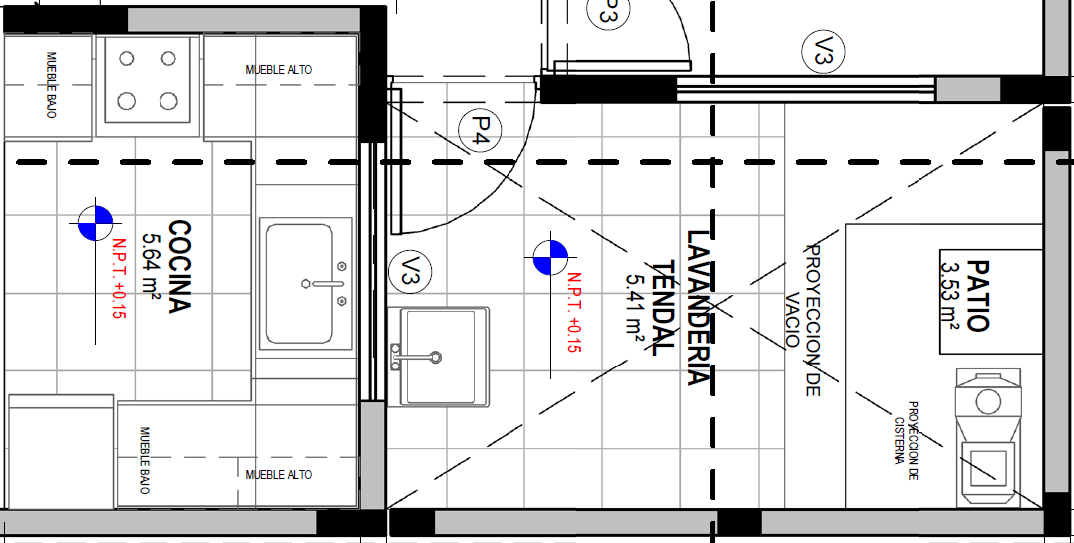 MUEBLE BAJO
MUEBLE ALTO
P3
V3
P4
COCINA
5.64 m²
N.P.T. +0.15
V3
LAVANDERIA
TENDAL
5.41 m²
N.P.T. +0.15
PROYECCION DE
VACIO
PATIO
3.53 m²
PROYECCION DE
CISTERNA
MUEBLE BAJO
MUEBLE ALTO